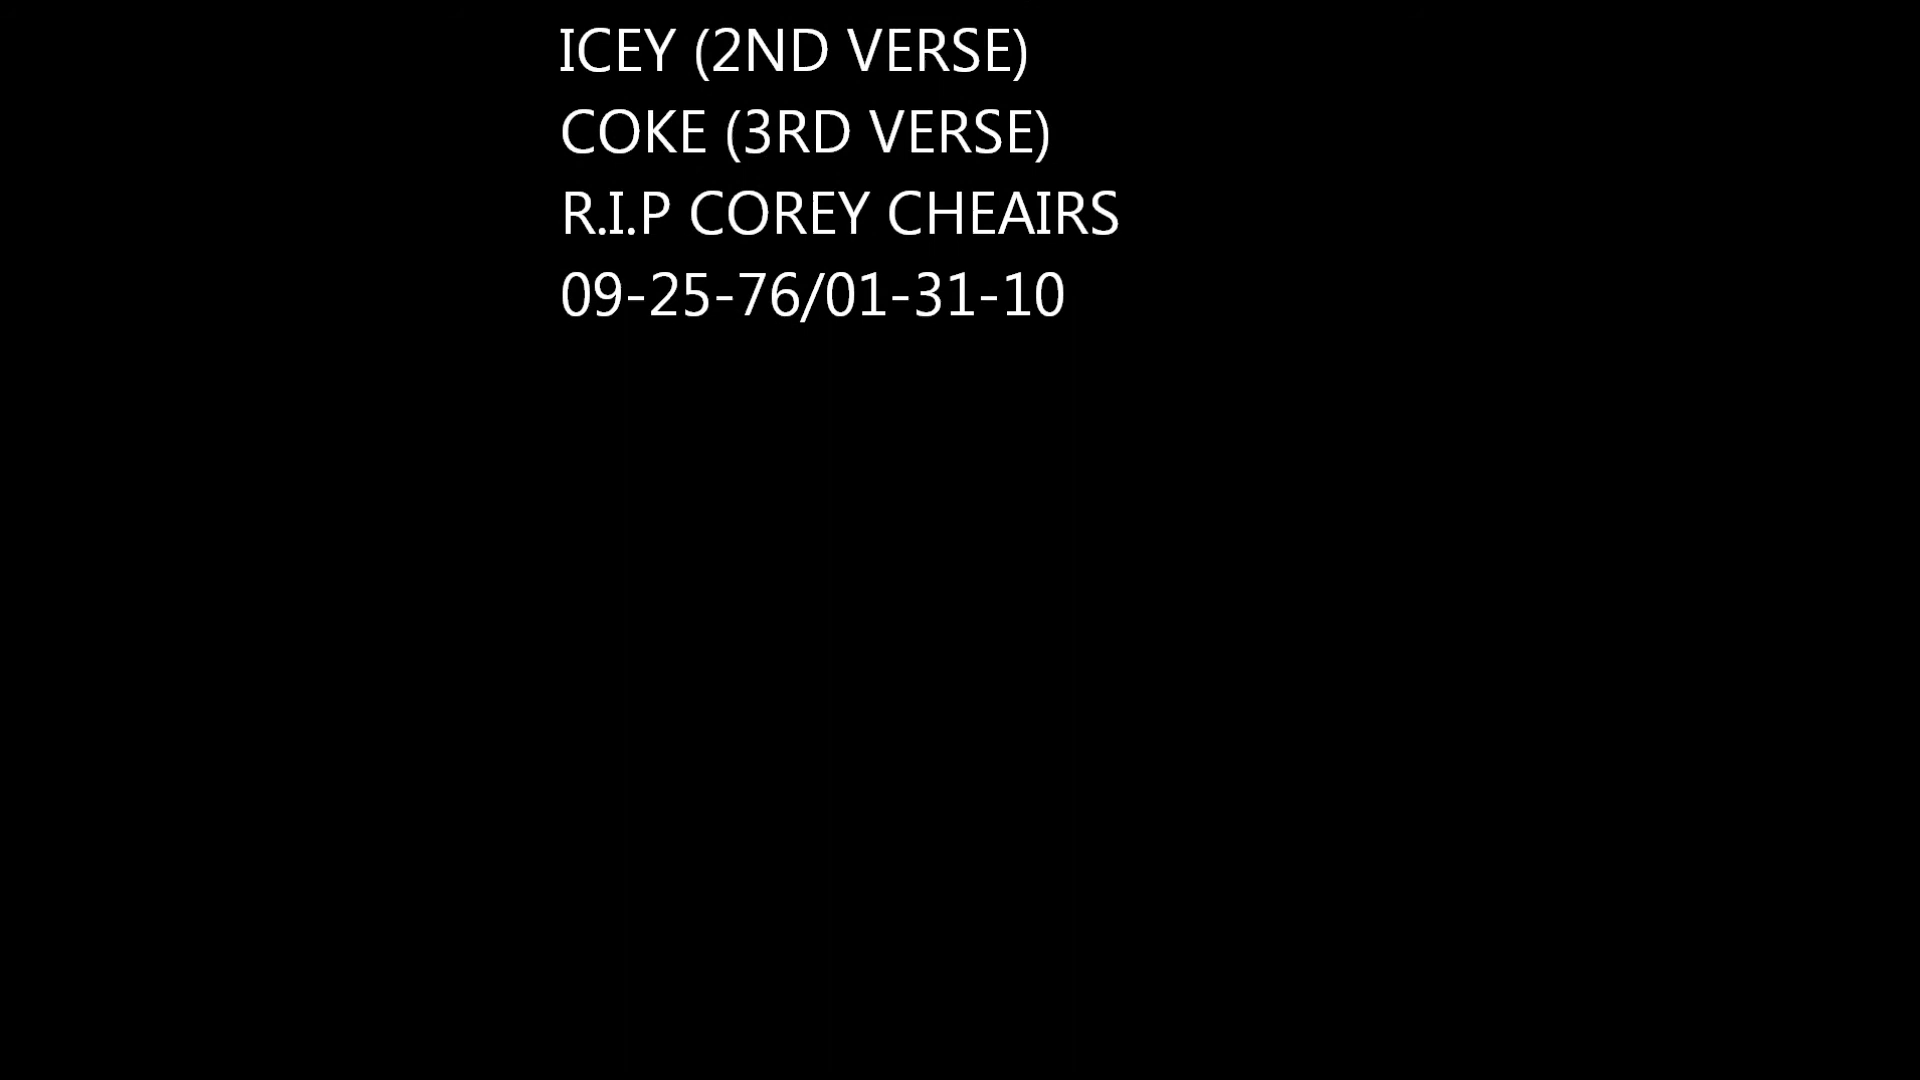 ICEY (2ND VERSE)
COKE (3RD VERSE)
R.I.P COREY CHEAIRS
09-25-76/01-31-10